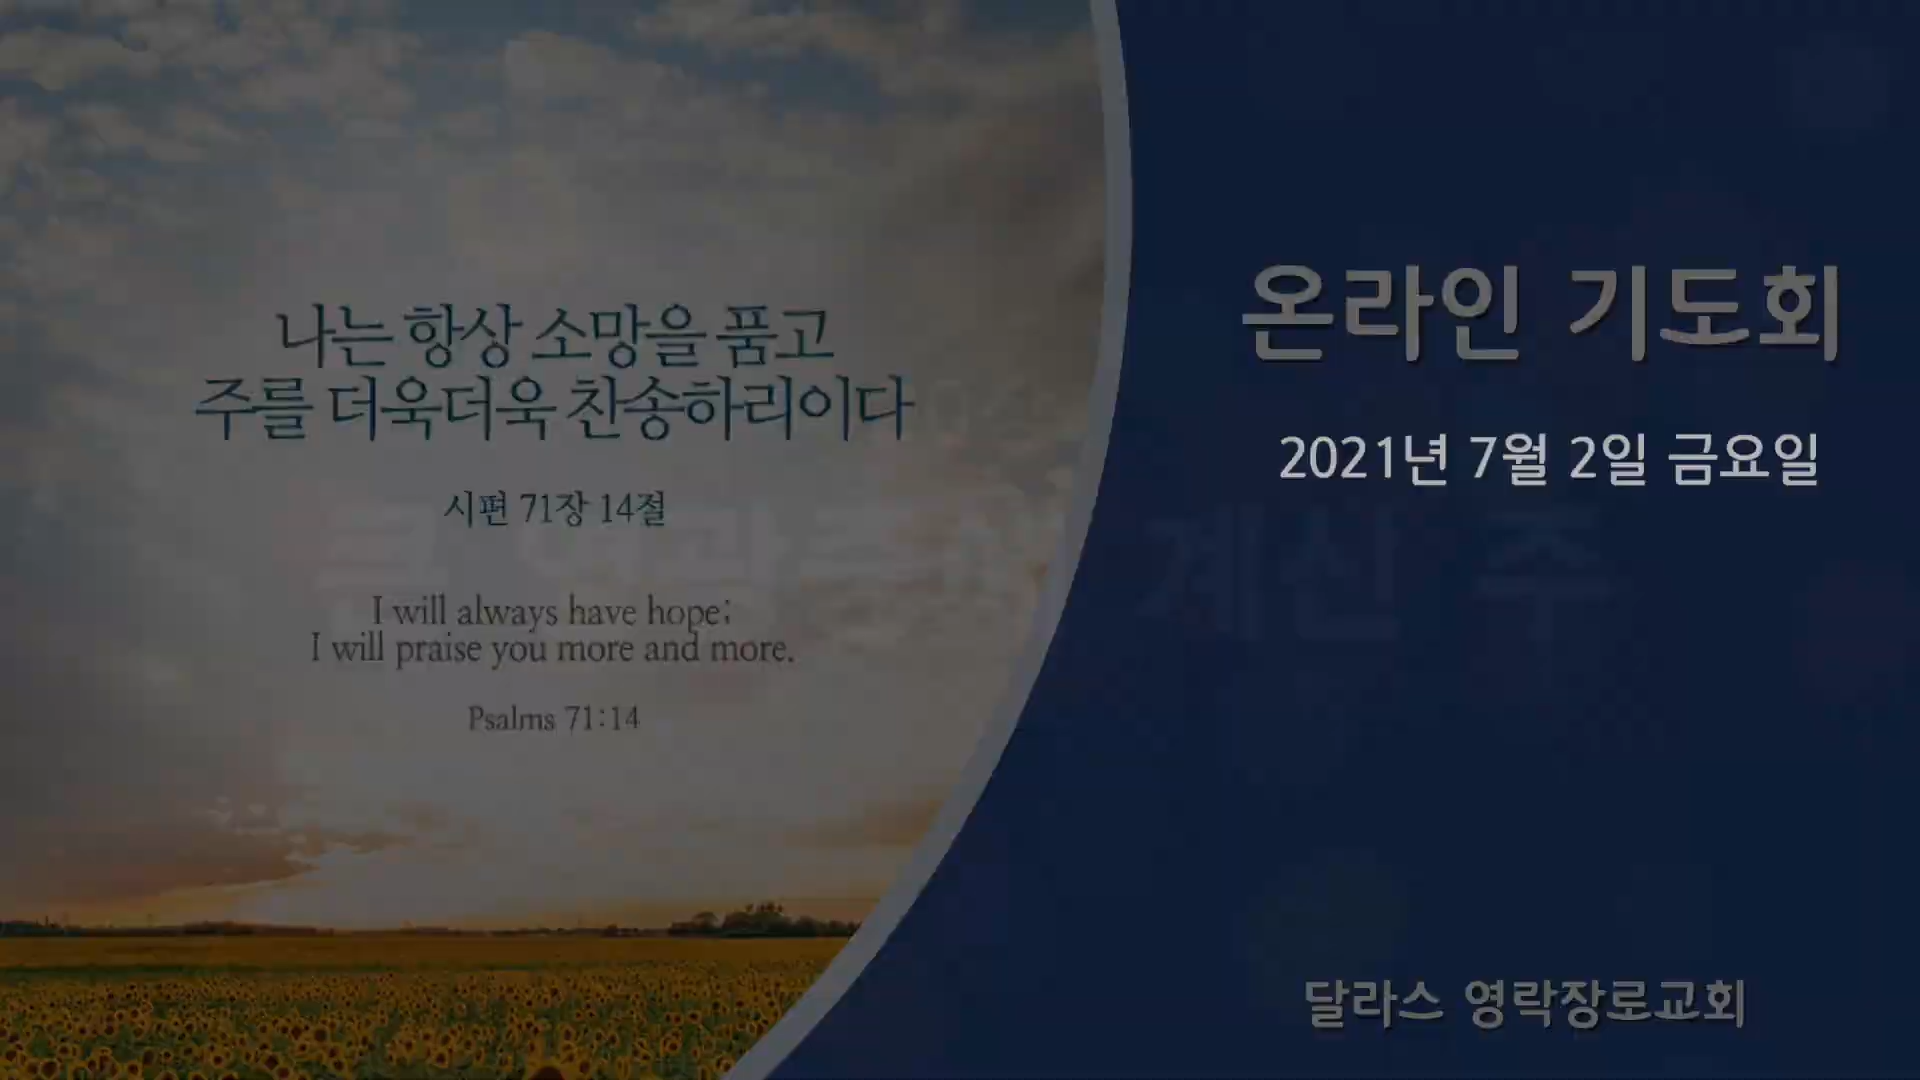 나는 항상 소망을 품고
주를 더욱더욱 찬송하리이다
시편 71장 14절
I will always have hope;
I will praise you more and more.
Psalms 71:14
온라인 기도회
2021년 7월 2일 금요일
계신 주
달라스 영락장로교회